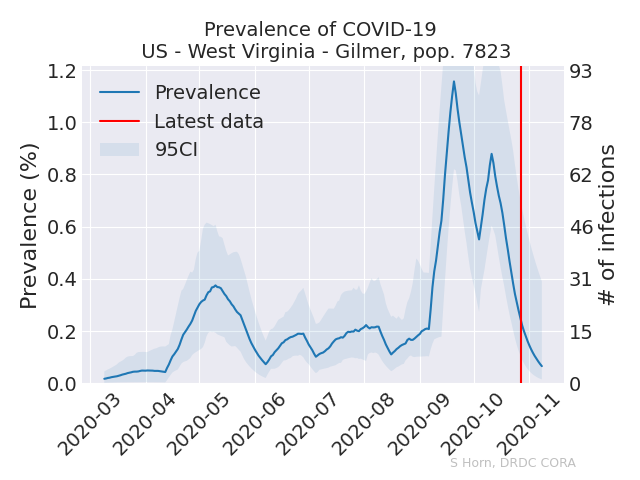 Prevalence of COVID-19
US - West Virginia - Gilmer, pop. 7823
Prevalence
Latest data
95CI
Prevalence (%)
1.2
1.0
0.8
0.6
0.4
0.2
0.0
93
78
62
46
31
15
0
# of infections
2020-03
2020-04
2020-05
2020-06
2020-07
2020-08
2020-09
2020-10
2020-11
S Horn, DRDC CORA